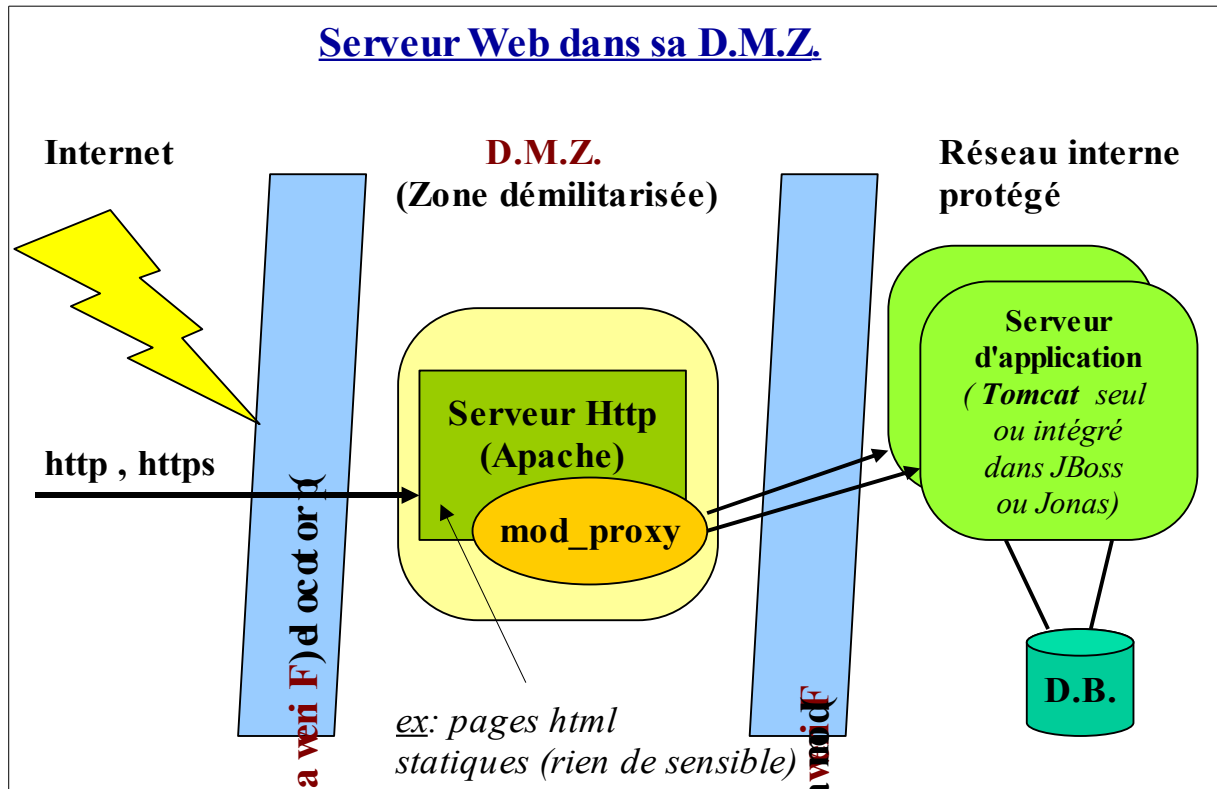 Serveur Web dans sa D.M.Z.
Internet
D.M.Z.
(Zone démilitarisée)
Réseau interne
protégé
http , https
Serveur Http
(Apache)
mod_proxy
Serveur
d'application
( Tomcat seul
ou intégré
dans JBoss
ou Jonas)
D.B.
ex: pages html
statiques (rien de sensible)